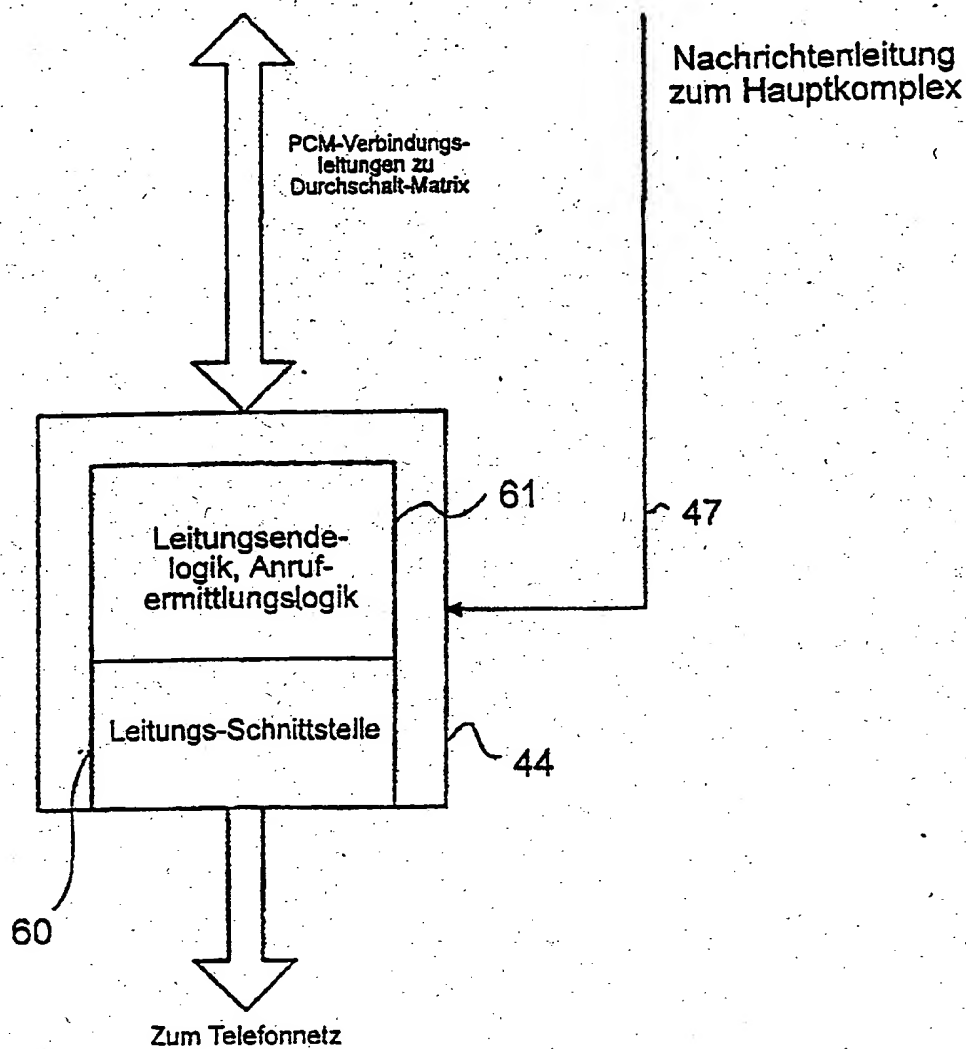 Nachrichtenleitung
zum Hauptkomplex
PCM-Verbindungs-
leitungen zu
Durchschalt-Matrix
61
47
Leitungsende-
logik, Anruf-
ermittlungslogik
Leitungs-Schnittstelle
44
60
Zum Telefonnetz